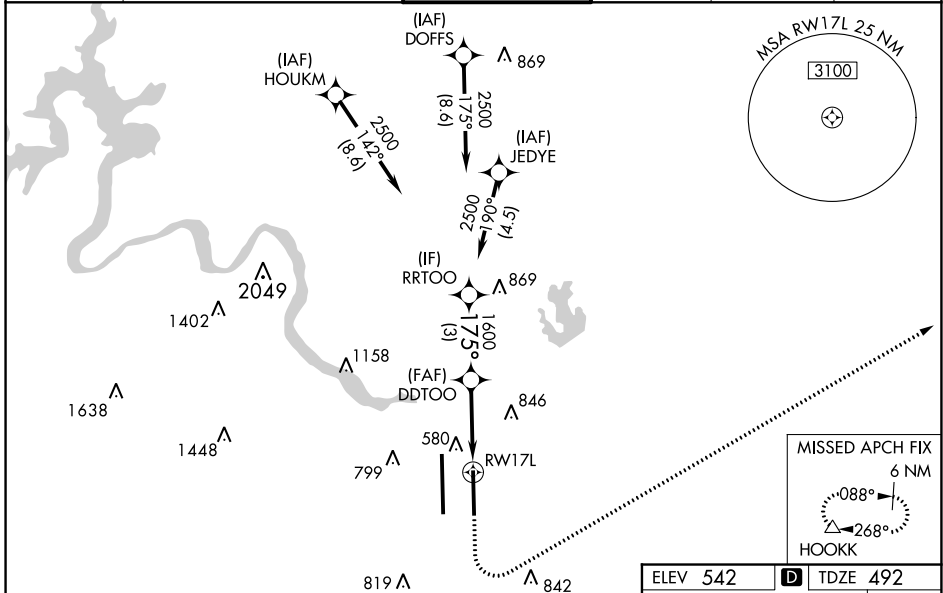 (IAF)
DOFFS
869
(IAF)
HOUKM
2500
142°
(8.6)
2500
175°
(8.6)
(IAF)
JEDYE
2500
190°
(4.5)
MSA RW17L 25 NM
3100
(IF)
RRTOO
869
2049
1402
1600
175°
(3)
1158
(FAF)
DDTOO
1638
846
1448
580
799
RW17L
MISSED APCH FIX
6 NM
088°
268°
HOOKK
819
842
ELEV 542
D
TDZE 492